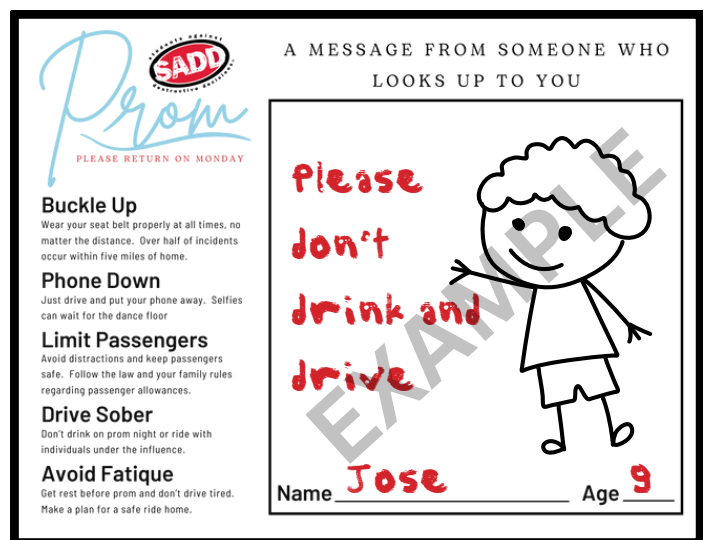 Prom
students against
SADD
destructive decisions
PLEASE RETURN ON MONDAY
Buckle Up
Wear your seat belt properly at all times, no
matter the distance. Over half of incidents
occur within five miles of home.
Phone Down
Just drive and put your phone away. Selfies
can wait for the dance floor
Limit Passengers
Avoid distractions and keep passengers
safe. Follow the law and your family rules
regarding passenger allowances.
Drive Sober
Don't drink on prom night or ride with
individuals under the influence.
Avoid Fatique
Get rest before prom and don't drive tired.
Make a plan for a safe ride home.
A MESSAGE FROM SOMEONE WHO
LOOKS UP TO YOU
Please
don't
drink and
drive
EXAMPLE
Name Jose Age 9